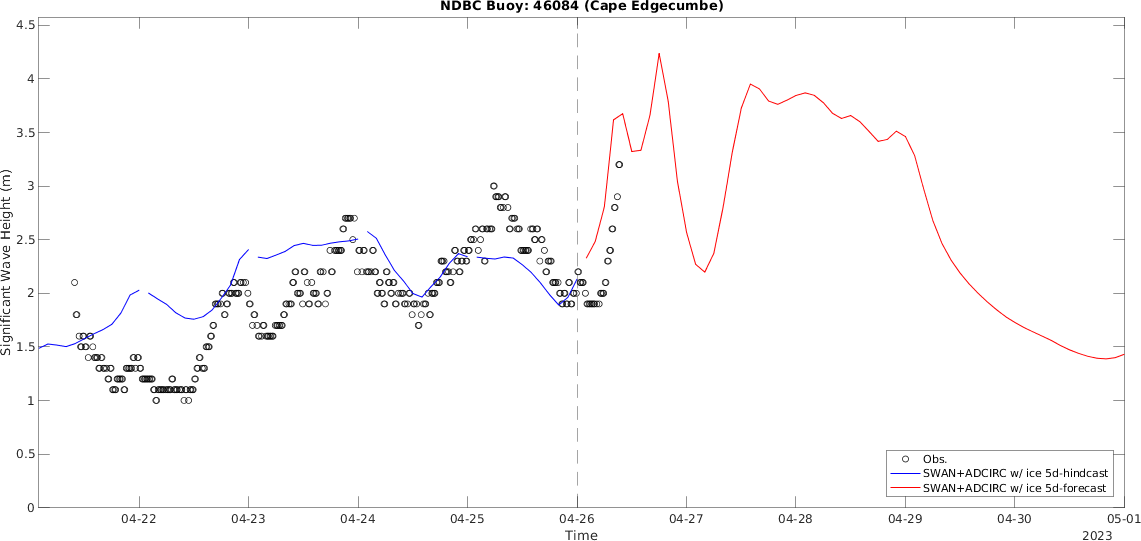 NDBC Buoy: 46084 (Cape Edgecumbe)
4.5
4
3.5
3
2.5
2
1.5
1
0.5
0
Significant Wave Height (m)
Obs.
SWAN+ADCIRC w/ ice 5d-hindcast
SWAN+ADCIRC w/ ice 5d-forecast
04-22 04-23 04-24 04-25 04-26 04-27 04-28 04-29 04-30 05-01
Time 2023